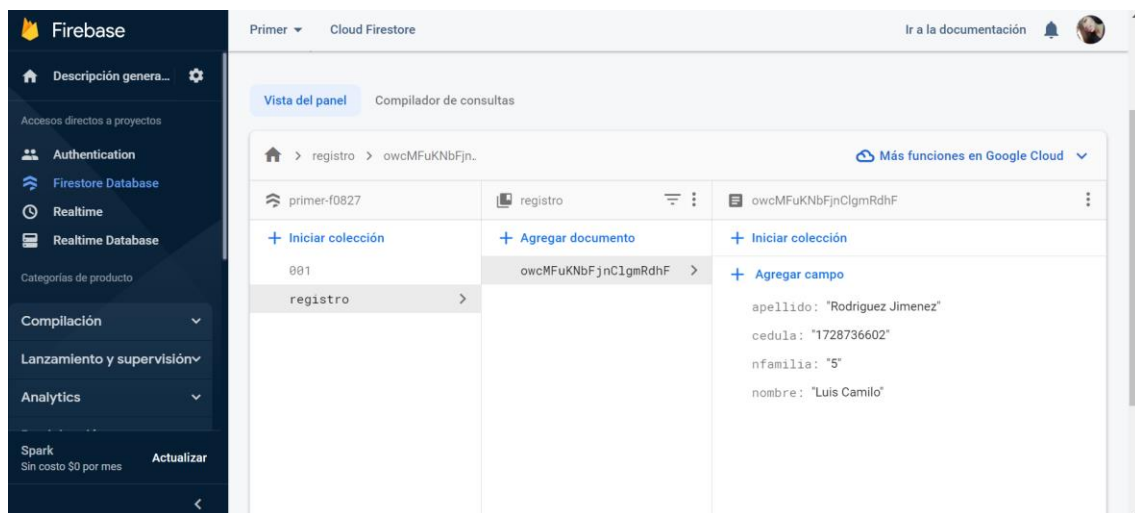 Firebase
Primer
Cloud Firestore
Ir a la documentación
Descripción genera...
Accesos directos a proyectos
Authentication
Firestore Database
Realtime
Realtime Database
Categorías de producto
Compilación
Lanzamiento y supervisión
Analytics
Spark
Sin costo $0 por mes
Actualizar
Vista del panel
Compilador de consultas
registro > owcMFuKNbFjn..
Más funciones en Google Cloud
primer-f0827
+ Iniciar colección
001
registro
registro
+ Agregar documento
owcMFuKNbFjnClgmRdhF
owcMFuKNbFjnClgmRdhF
+ Iniciar colección
+ Agregar campo
apellido: "Rodriguez Jimenez"
cedula: "1728736602"
nfamilia: "5"
nombre: "Luis Camilo"